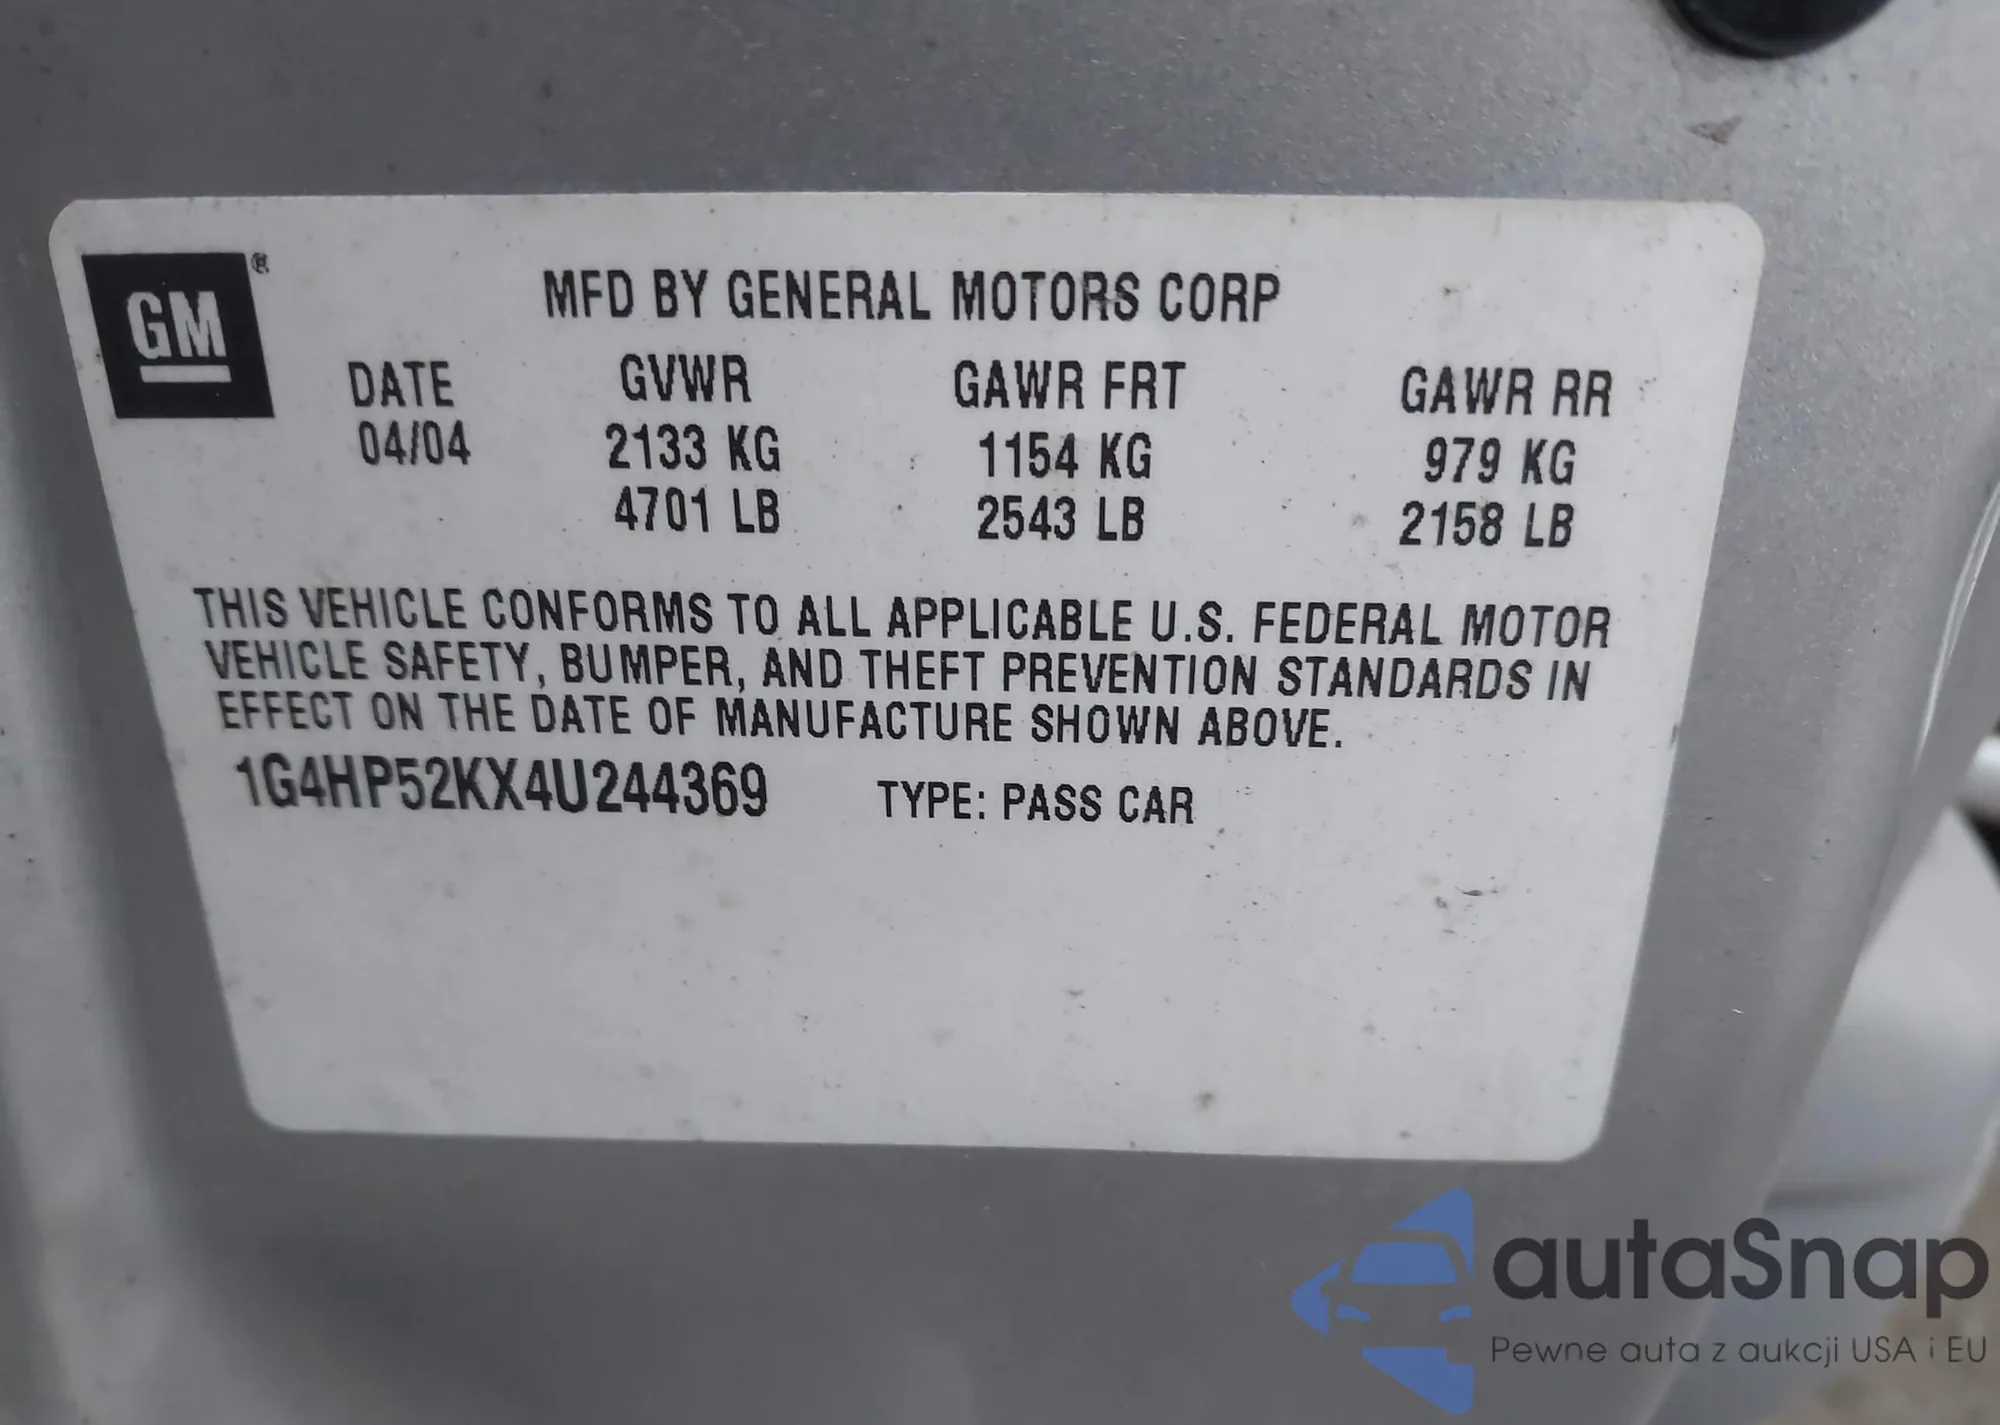 GM ®
MFD BY GENERAL MOTORS CORP
DATE GVWR GAWR FRT GAWR RR
04/04 2133 KG 1154 KG 979 KG
4701 LB 2543 LB 2158 LB
THIS VEHICLE CONFORMS TO ALL APPLICABLE U.S. FEDERAL MOTOR
VEHICLE SAFETY, BUMPER, AND THEFT PREVENTION STANDARDS IN
EFFECT ON THE DATE OF MANUFACTURE SHOWN ABOVE.
1G4HP52KX4U244369 TYPE: PASS CAR
autaSnap
Pewne auta z aukcji USA i EU